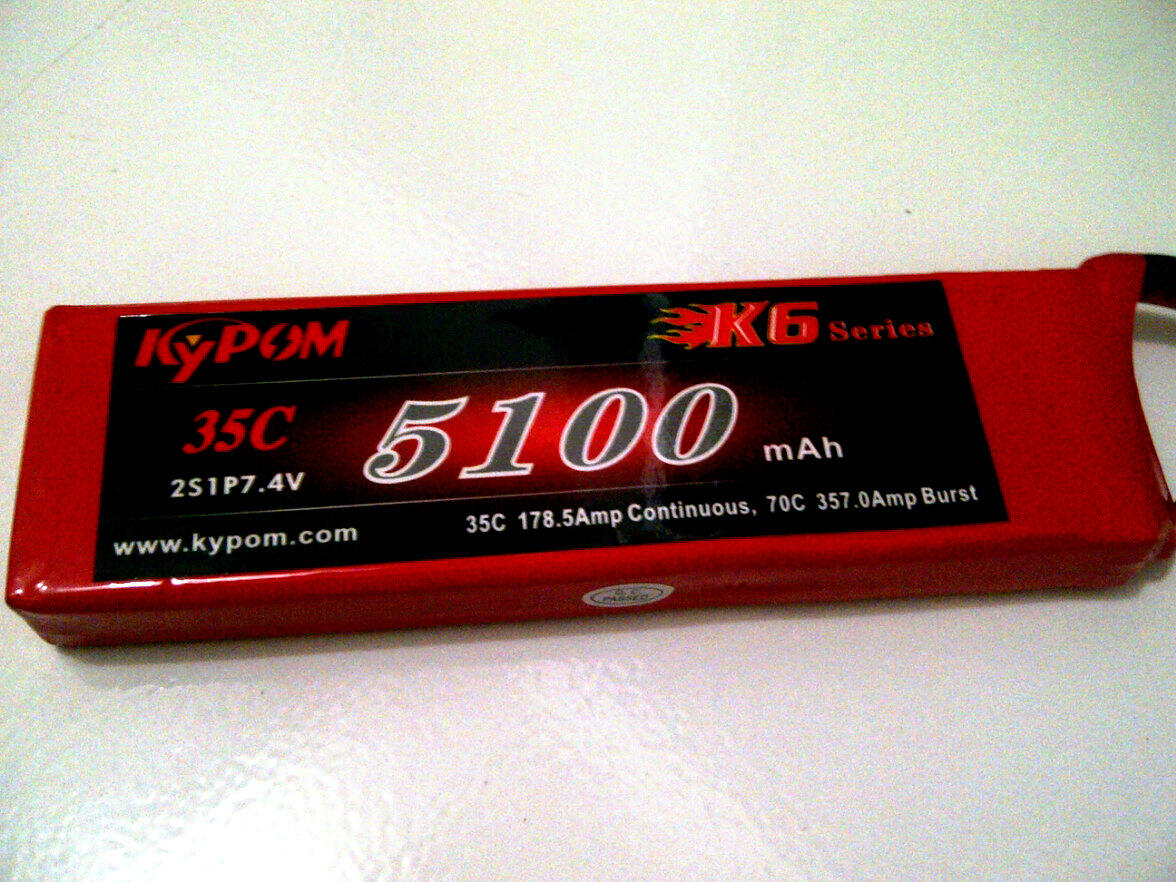 KyPOM
K6 Series
35C
5100 mAh
2S1P7.4V
www.kypom.com
35C 178.5Amp Continuous, 70C 357.0Amp Burst
Q.C.
PASSED